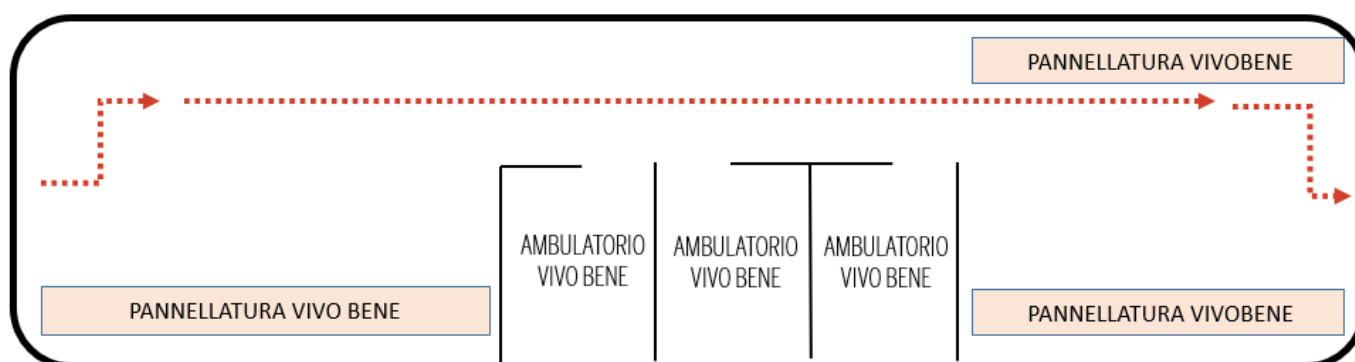 PANNELLATURA VIVOBENE
AMBULATORIO
VIVO BENE
AMBULATORIO
VIVO BENE
AMBULATORIO
VIVO BENE
PANNELLATURA VIVO BENE
PANNELLATURA VIVOBENE